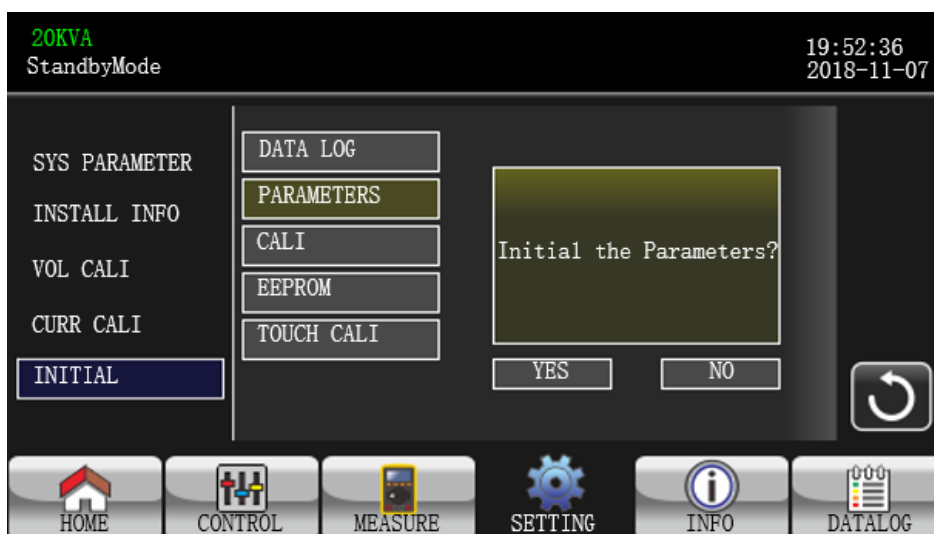 20KVA
StandbyMode
19:52:36
2018-11-07
SYS PARAMETER
INSTALL INFO
VOL CALI
CURR CALI
INITIAL
DATA LOG
PARAMETERS
CALI
EEPROM
TOUCH CALI
Initial the Parameters?
YES
NO
HOME
CONTROL
MEASURE
SETTING
INFO
DATALOG